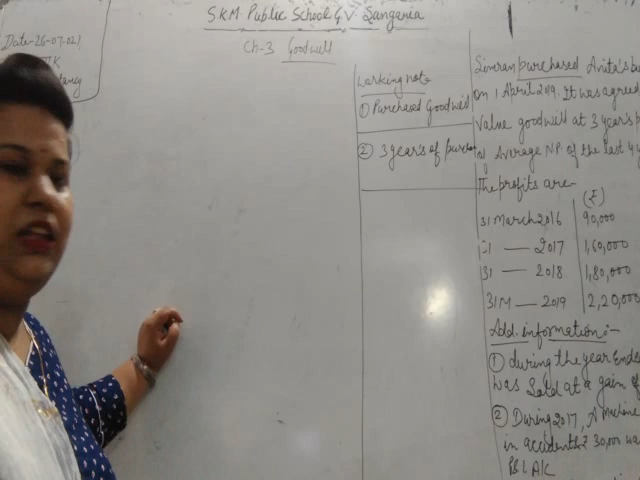 SKM Public School G V Sangaria
Date-26-07-021
Ch-3 Goodwill
Working note
① Purchased Goodwill
② 3 years of purchase
Simran purchased Anita's
on 1 April 2019. It was agreed
Value goodwill at 3 years
of Average NP. of the last 4
The profits are-
(₹)
31 March 2016 90,000
31 — 2017 1,60,000
31 — 2018 1,80,000
31 M — 2019 2,20,000
Add. information:-
① during the year
was Sold at a gain of
② During 2017, A Machine
in accident & 30,000
P&L A/C